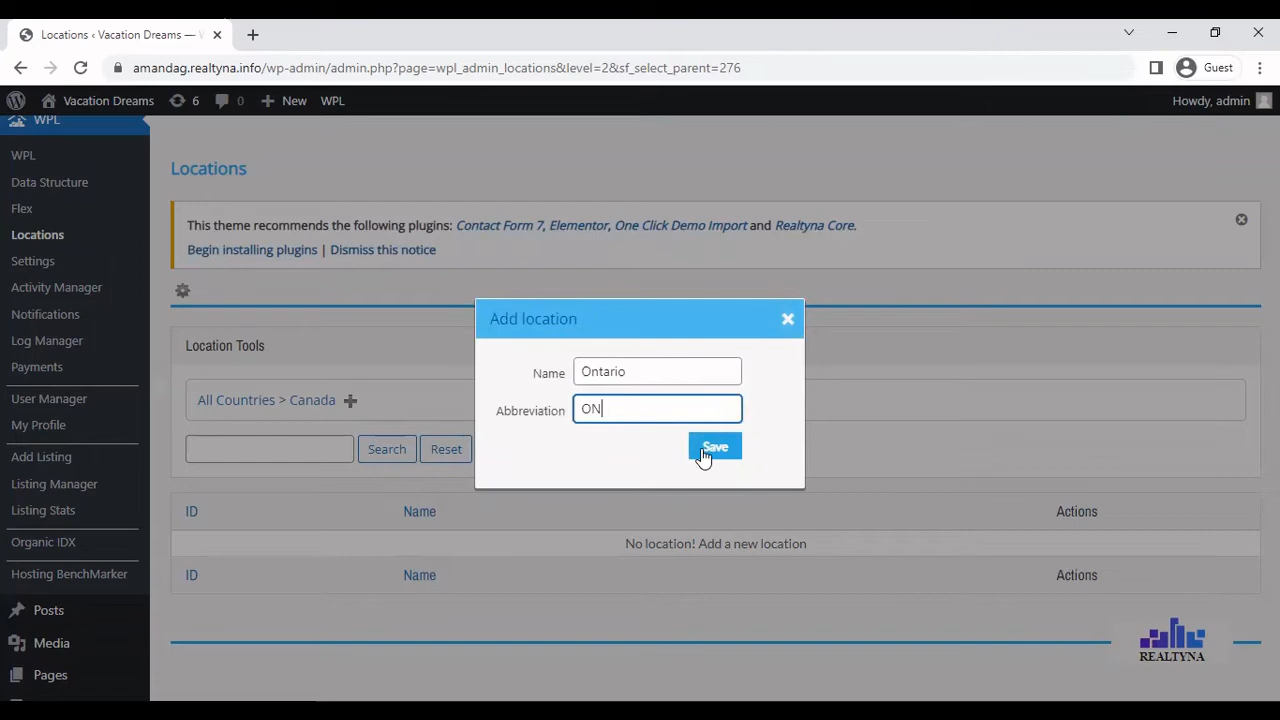 Locations ‹ Vacation Dreams —
amandag.realtyna.info/wp-admin/admin.php?page=wpl_admin_locations&level=2&sf_select_parent=276
Guest
Vacation Dreams
6
0
New
WPL
Howdy, admin
WPL
WPL
Data Structure
Flex
Locations
Settings
Activity Manager
Notifications
Log Manager
Payments
User Manager
My Profile
Add Listing
Listing Manager
Listing Stats
Organic IDX
Hosting BenchMarker
Posts
Media
Pages
Locations
This theme recommends the following plugins: Contact Form 7, Elementor, One Click Demo Import and Realtyna Core.
Begin installing plugins | Dismiss this notice
Location Tools
All Countries > Canada
Search
Reset
Add location
Name
Ontario
Abbreviation
ON
Save
ID
Name
Actions
No location! Add a new location
ID
Name
Actions
REALTYNA